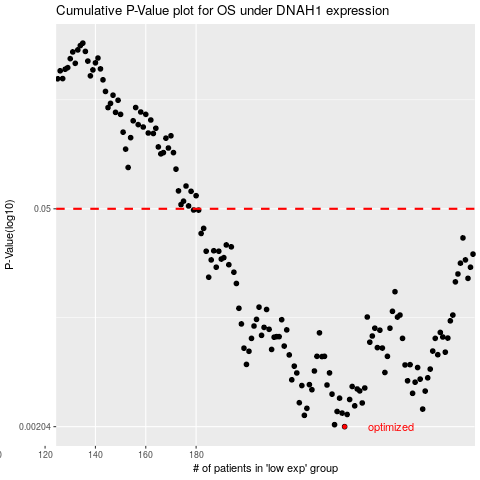 Cumulative P-Value plot for OS under DNAH1 expression
P-Value(log10)
0.05
0.00204
optimized
0 120 140 160 180
# of patients in 'low exp' group